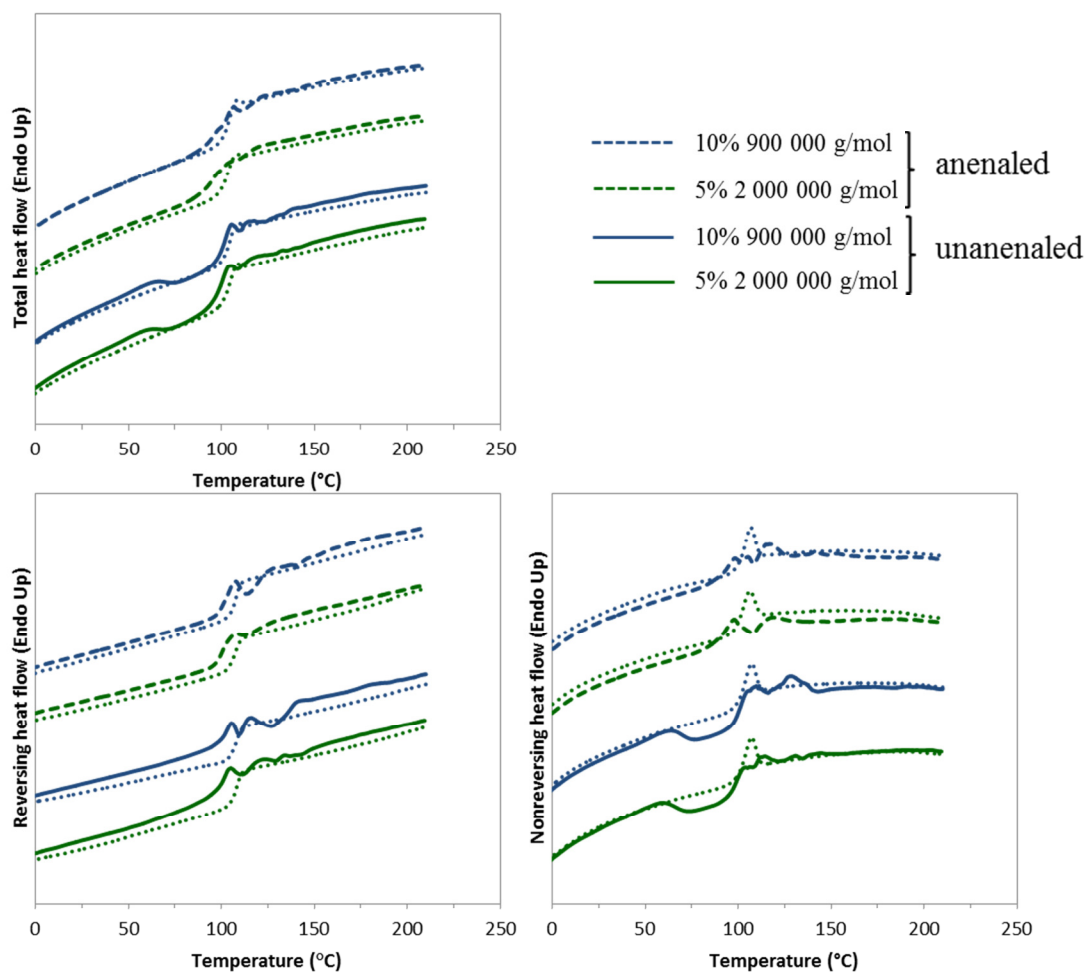 Total heat flow (Endo Up)
0 50 100 150 200 250
Temperature (°C)
10% 900 000 g/mol
5% 2 000 000 g/mol
anenaled
10% 900 000 g/mol
5% 2 000 000 g/mol
unanenaled
Reversing heat flow (Endo Up)
0 50 100 150 200 250
Temperature (°C)
Nonreversing heat flow (Endo Up)
0 50 100 150 200 250
Temperature (°C)